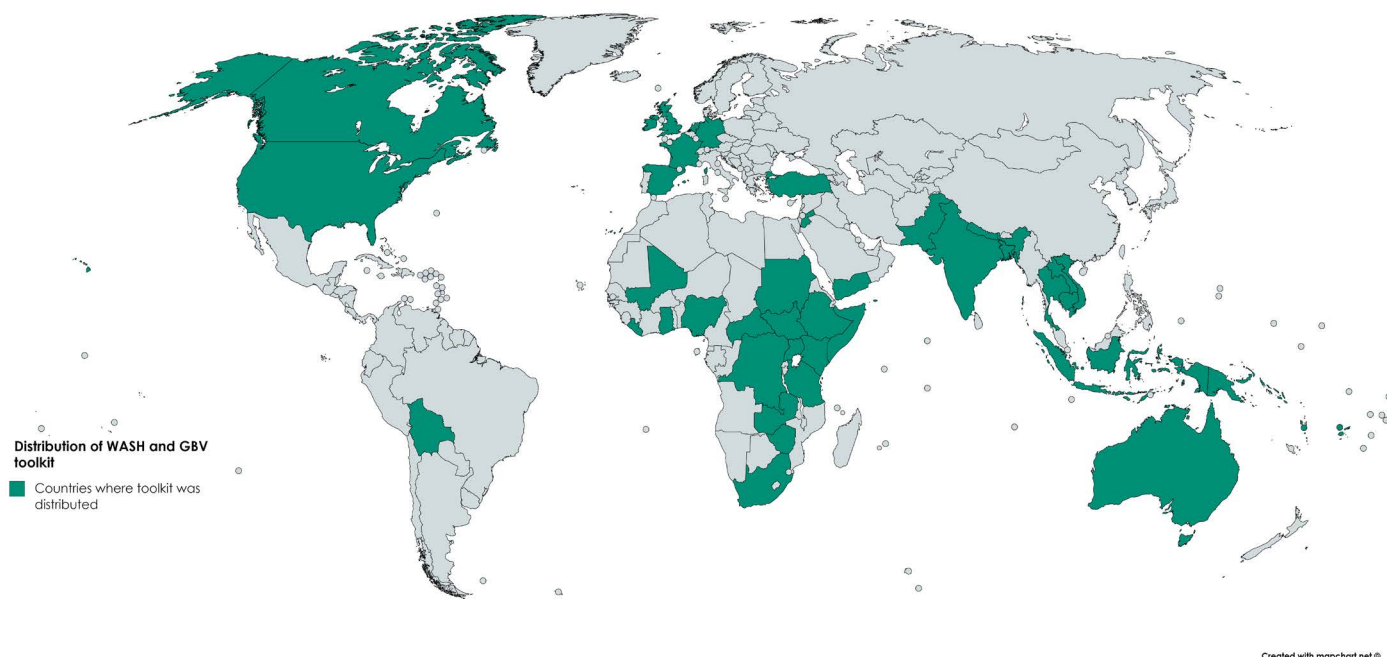 Distribution of WASH and GBV
toolkit
Countries where toolkit was
distributed
Created with mapchart.net ©